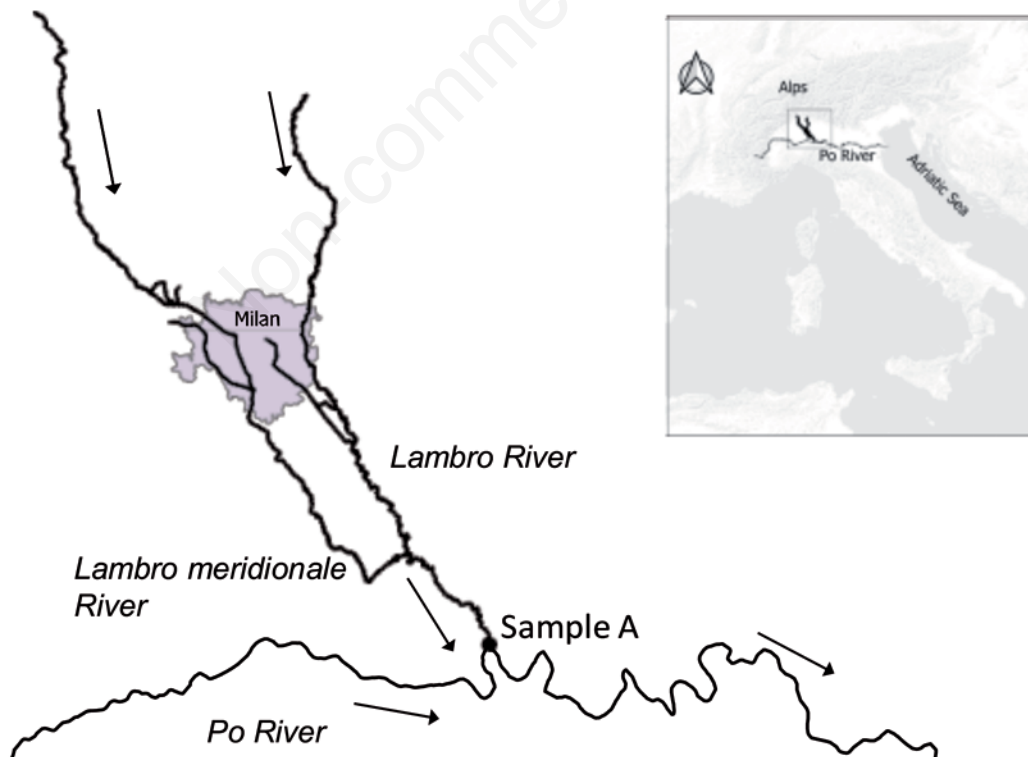 Alps
Po River
Adriatic Sea
Milan
Lambro River
Lambro meridionale
River
Sample A
Po River